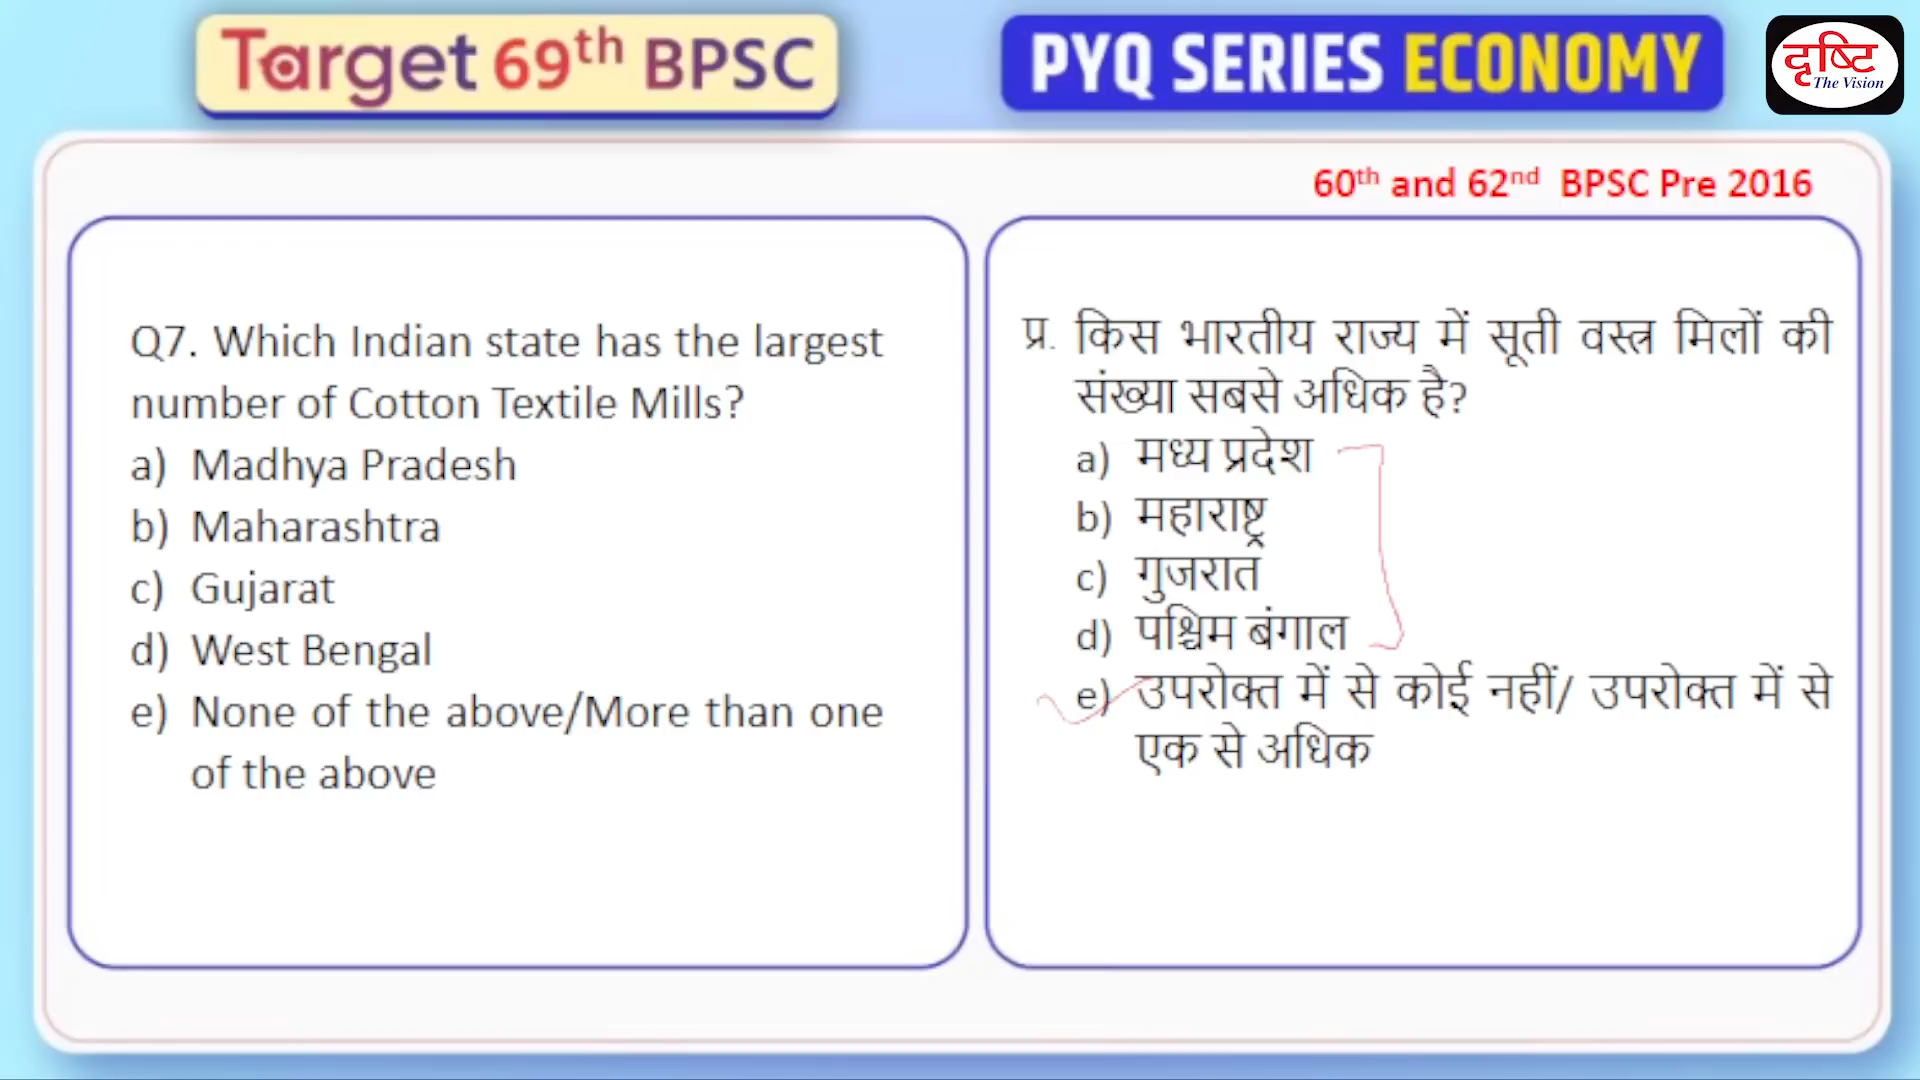 Target 69th BPSC
PYQ SERIES ECONOMY
दृष्टि
The Vision
60th and 62nd BPSC Pre 2016
Q7. Which Indian state has the largest
number of Cotton Textile Mills?
a) Madhya Pradesh
b) Maharashtra
c) Gujarat
d) West Bengal
e) None of the above/More than one
of the above
प्र. किस भारतीय राज्य में सूती वस्त्र मिलों की
संख्या सबसे अधिक है?
a) मध्य प्रदेश
b) महाराष्ट्र
c) गुजरात
d) पश्चिम बंगाल
e) उपरोक्त में से कोई नहीं/ उपरोक्त में से
एक से अधिक